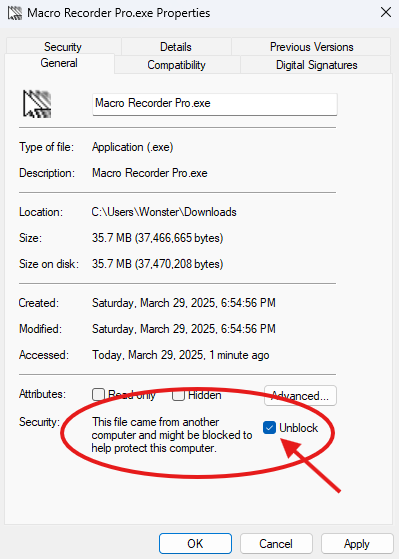 Macro Recorder Pro.exe Properties
Security Details Previous Versions
General Compatibility Digital Signatures
Macro Recorder Pro.exe
Type of file: Application (.exe)
Description: Macro Recorder Pro.exe
Location: C:\Users\Wonster\Downloads
Size: 35.7 MB (37,466,665 bytes)
Size on disk: 35.7 MB (37,470,208 bytes)
Created: Saturday, March 29, 2025, 6:54:56 PM
Modified: Saturday, March 29, 2025, 6:54:56 PM
Accessed: Today, March 29, 2025, 1 minute ago
Attributes: Read-only Hidden Advanced...
Security: This file came from another
computer and might be blocked to
help protect this computer.
Unblock
OK Cancel Apply